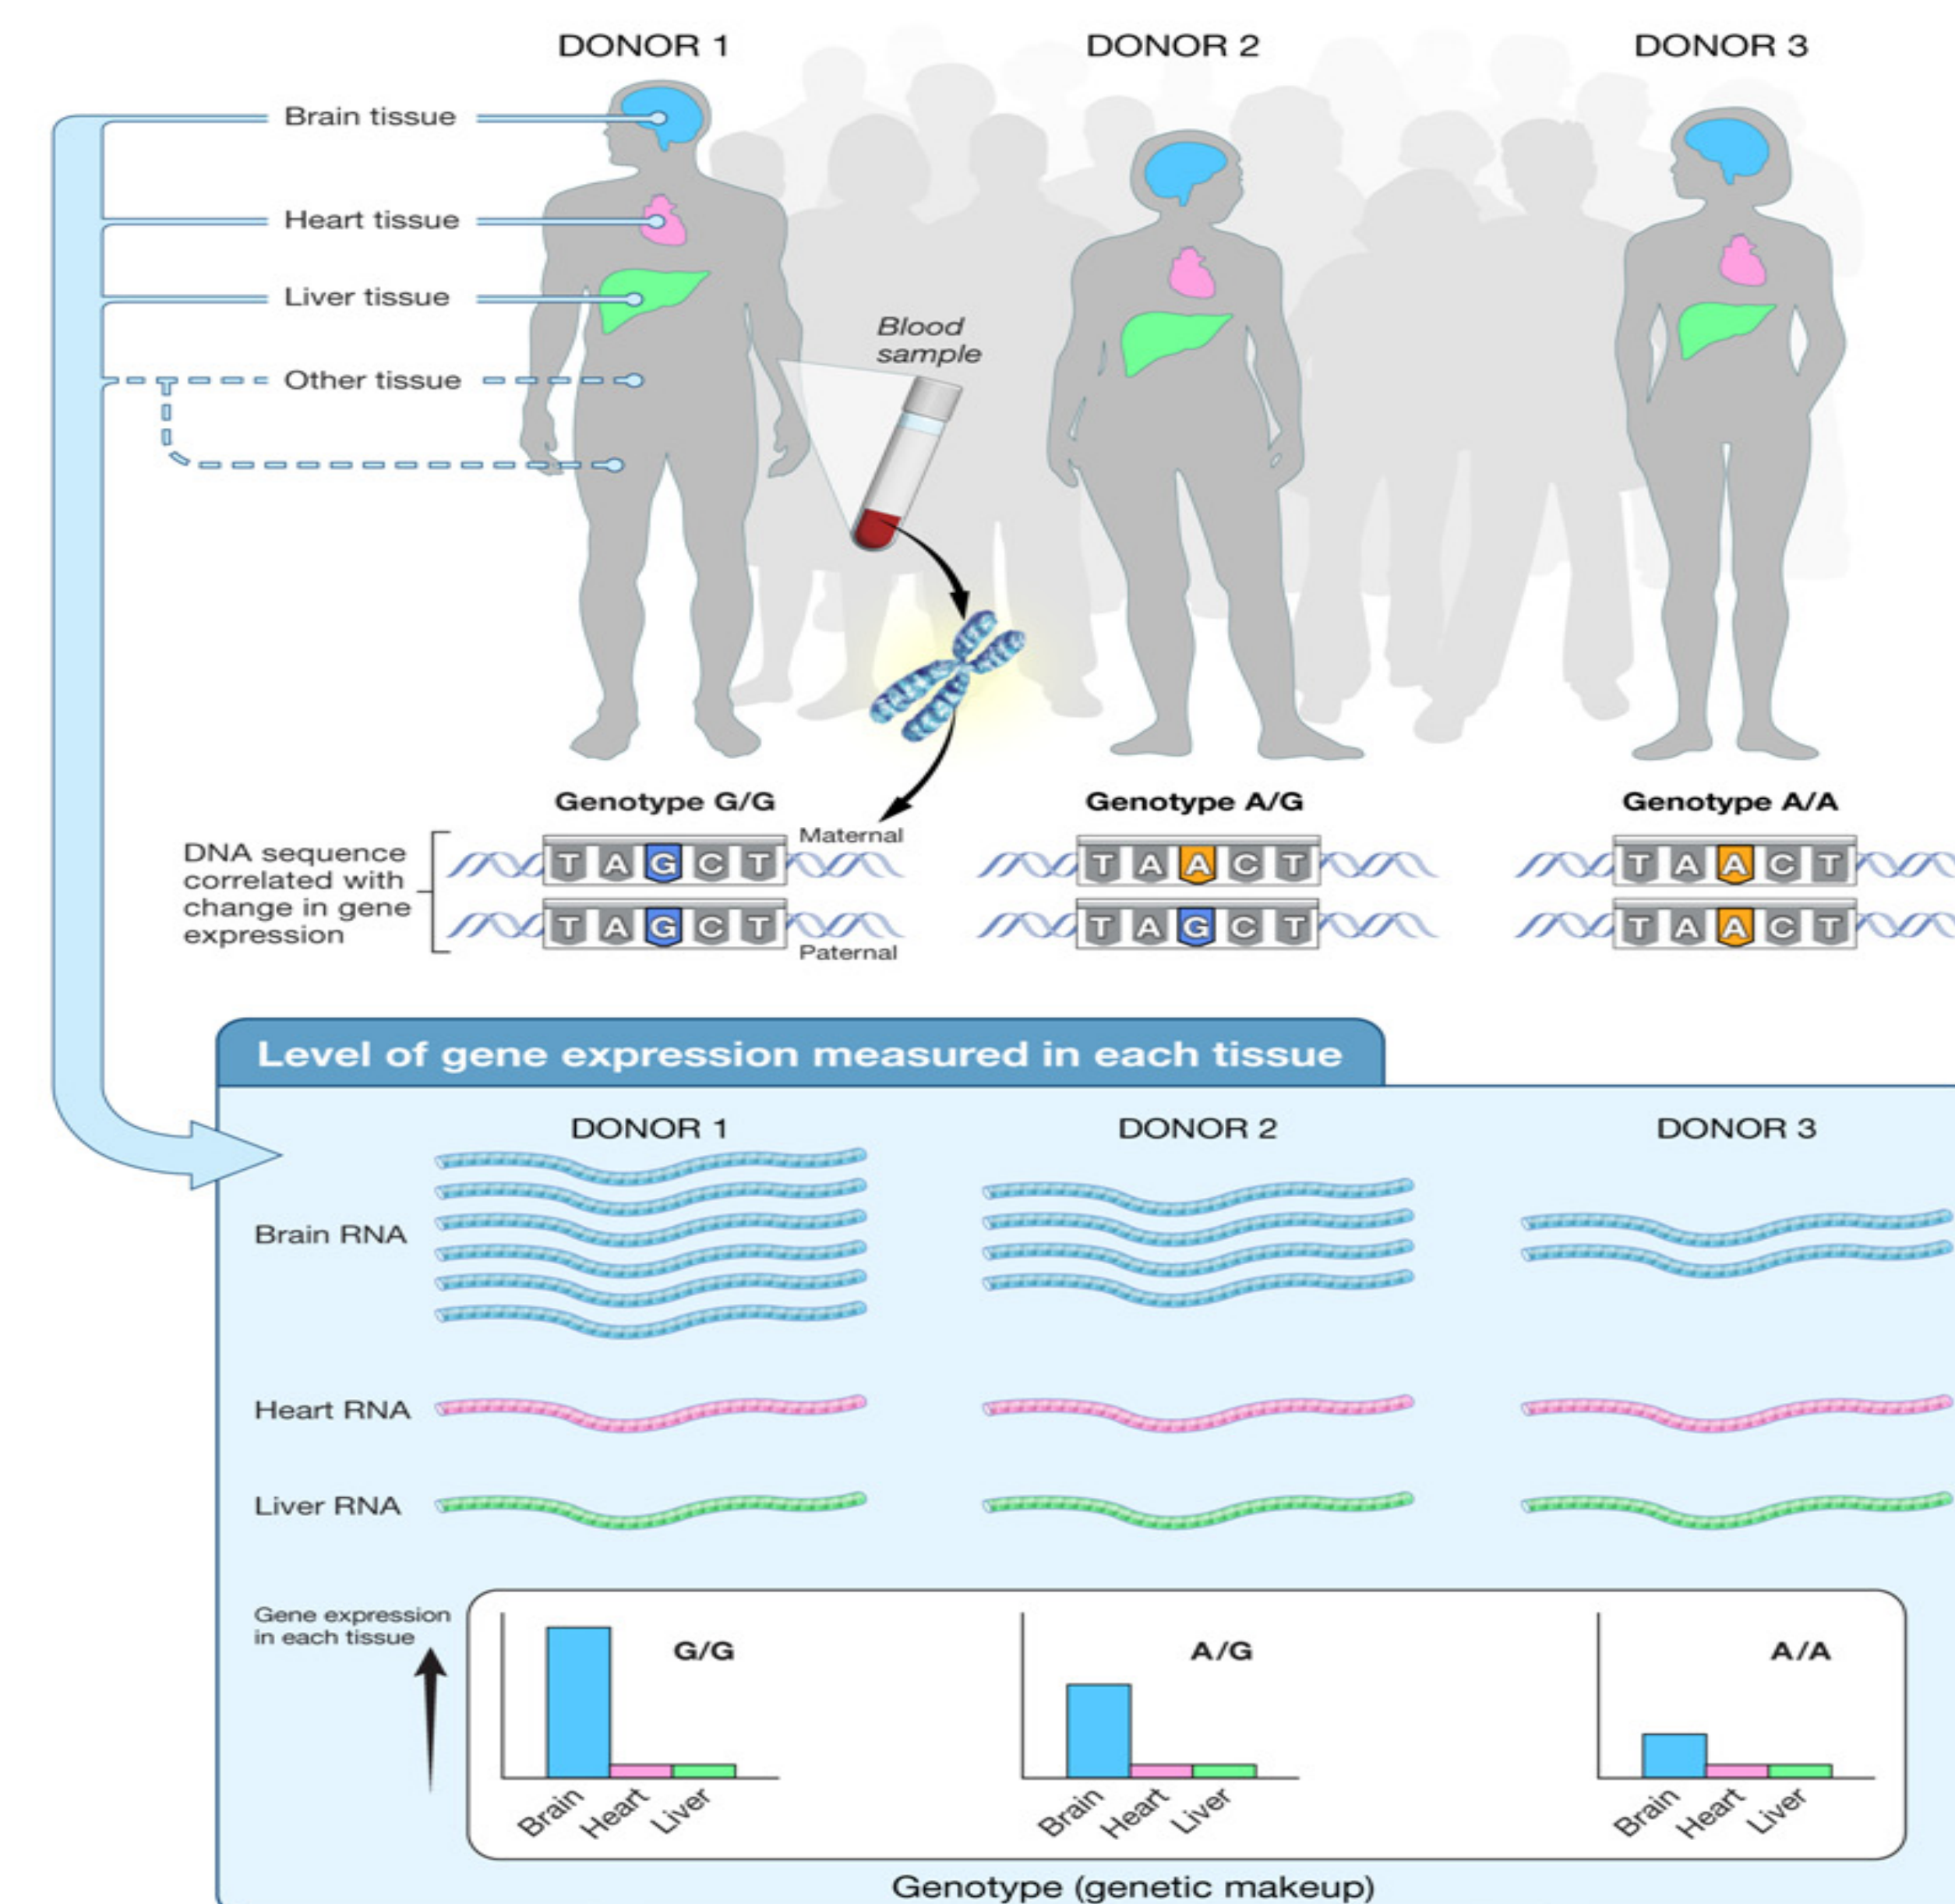 DONOR 1
DONOR 2
DONOR 3
Brain tissue
Heart tissue
Liver tissue
Other tissue
Blood
sample
Genotype G/G
Genotype A/G
Genotype A/A
DNA sequence
correlated with
change in gene
expression
Maternal
T A G C T
T A A C T
T A A C T
T A G C T
T A G C T
T A A C T
Paternal
Level of gene expression measured in each tissue
DONOR 1
DONOR 2
DONOR 3
Brain RNA
Heart RNA
Liver RNA
Gene expression
in each tissue
G/G
A/G
A/A
Brain
Heart
Liver
Brain
Heart
Liver
Brain
Heart
Liver
Genotype (genetic makeup)